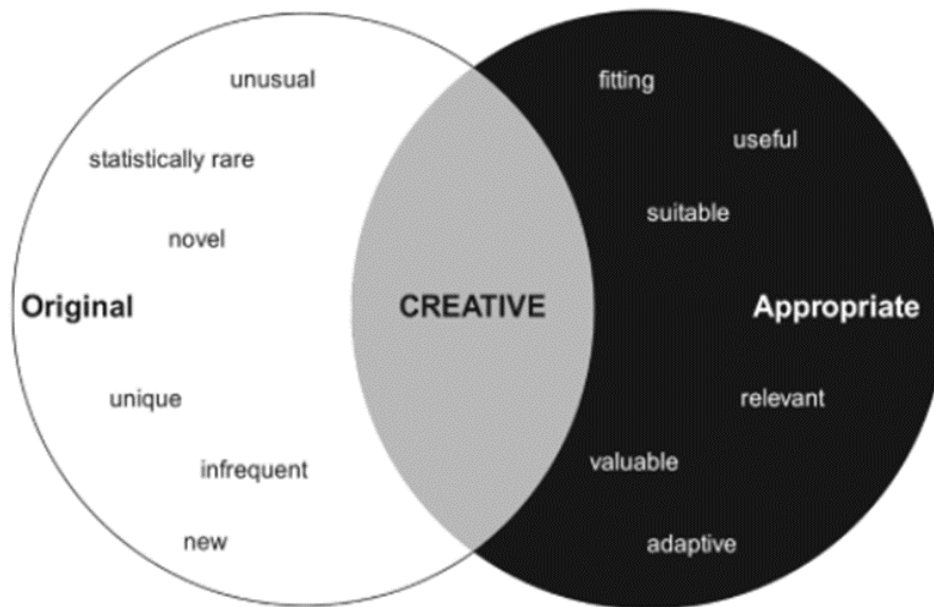 unusual
statistically rare
novel
Original
unique
infrequent
new
CREATIVE
fitting
useful
suitable
Appropriate
relevant
valuable
adaptive